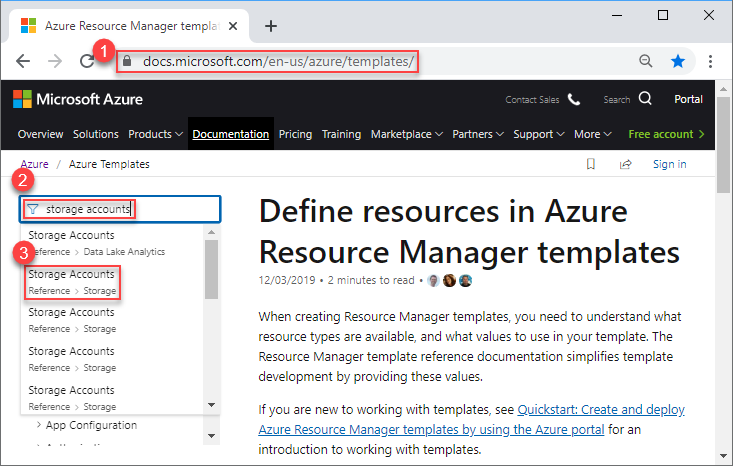 Azure Resource Manager templat
1
docs.microsoft.com/en-us/azure/templates/
Microsoft Azure
Contact Sales
Search
Portal
Overview Solutions Products Documentation Pricing Training Marketplace Partners Support More Free account
Azure / Azure Templates
Sign in
2
storage accounts
Storage Accounts
Reference > Data Lake Analytics
3
Storage Accounts
Reference > Storage
Storage Accounts
Reference > Storage
Storage Accounts
Reference > Storage
Storage Accounts
Reference > Storage
App Configuration
Define resources in Azure
Resource Manager templates
12/03/2019 • 2 minutes to read •
When creating Resource Manager templates, you need to understand what
resource types are available, and what values to use in your template. The
Resource Manager template reference documentation simplifies template
development by providing these values.
If you are new to working with templates, see Quickstart: Create and deploy
Azure Resource Manager templates by using the Azure portal for an
introduction to working with templates.